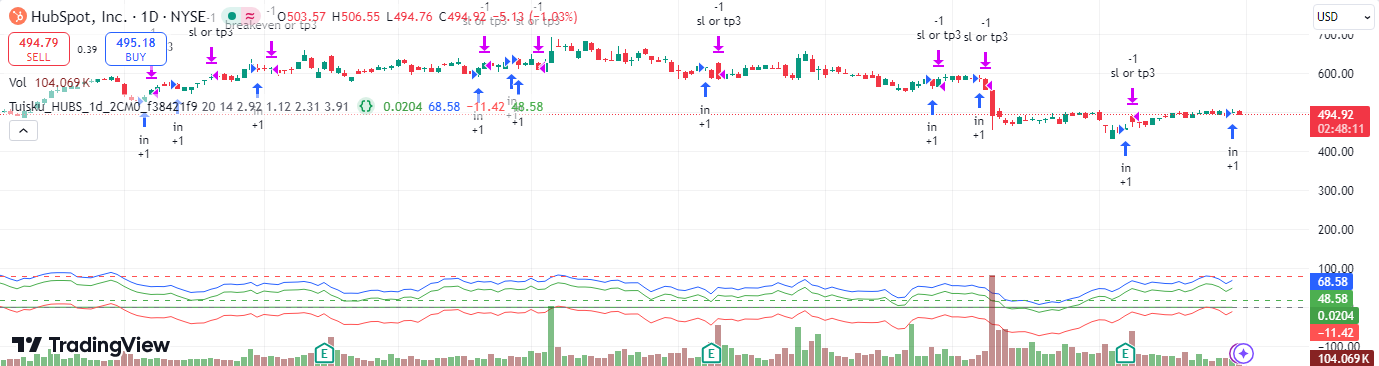 HubSpot, Inc. · 1D · NYSE
O503.57 H506.55 L494.76 C494.92 −5.13 (−1.03%)
494.79
SELL
0.39
495.18
BUY
Vol 104.069 K
20 14 2.92 1.12 2.31 3.91 0.0204 68.58 −11.42 48.58
-1
breakeven or tp3
-1
sl or tp3
-1
sl or tp3
-1
sl or tp3
-1
sl or tp3
-1
sl or tp3
-1
sl or tp3
-1
sl or tp3
in
+1
in
+1
in
+1
in
+1
in
+1
in
+1
in
+1
in
+1
in
+1
in
+1
USD
700.00
600.00
494.92
02:48:11
400.00
300.00
200.00
100.00
68.58
48.58
0.0204
−11.42
−100.00
104.069 K
E
E
E
TradingView